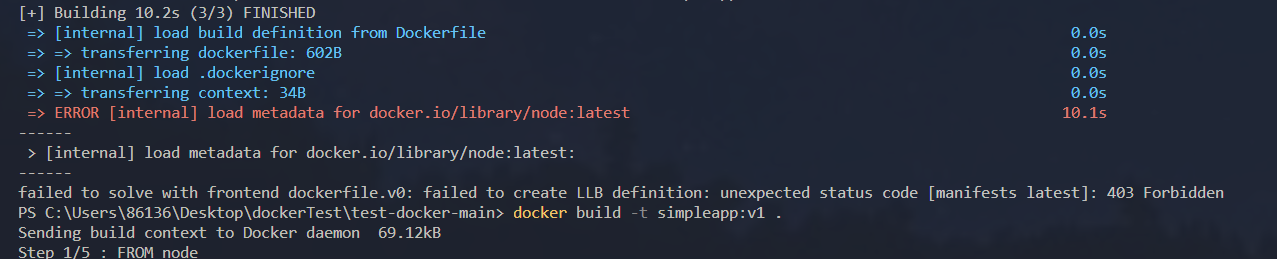 [+] Building 10.2s (3/3) FINISHED
=> [internal] load build definition from Dockerfile 0.0s
=> => transferring dockerfile: 602B 0.0s
=> [internal] load .dockerignore 0.0s
=> => transferring context: 34B 0.0s
=> ERROR [internal] load metadata for docker.io/library/node:latest 10.1s
------
> [internal] load metadata for docker.io/library/node:latest:
------
failed to solve with frontend dockerfile.v0: failed to create LLB definition: unexpected status code [manifests latest]: 403 Forbidden
PS C:\Users\86136\Desktop\dockerTest\test-docker-main> docker build -t simpleapp:v1 .
Sending build context to Docker daemon  69.12kB
Step 1/5 : FROM node